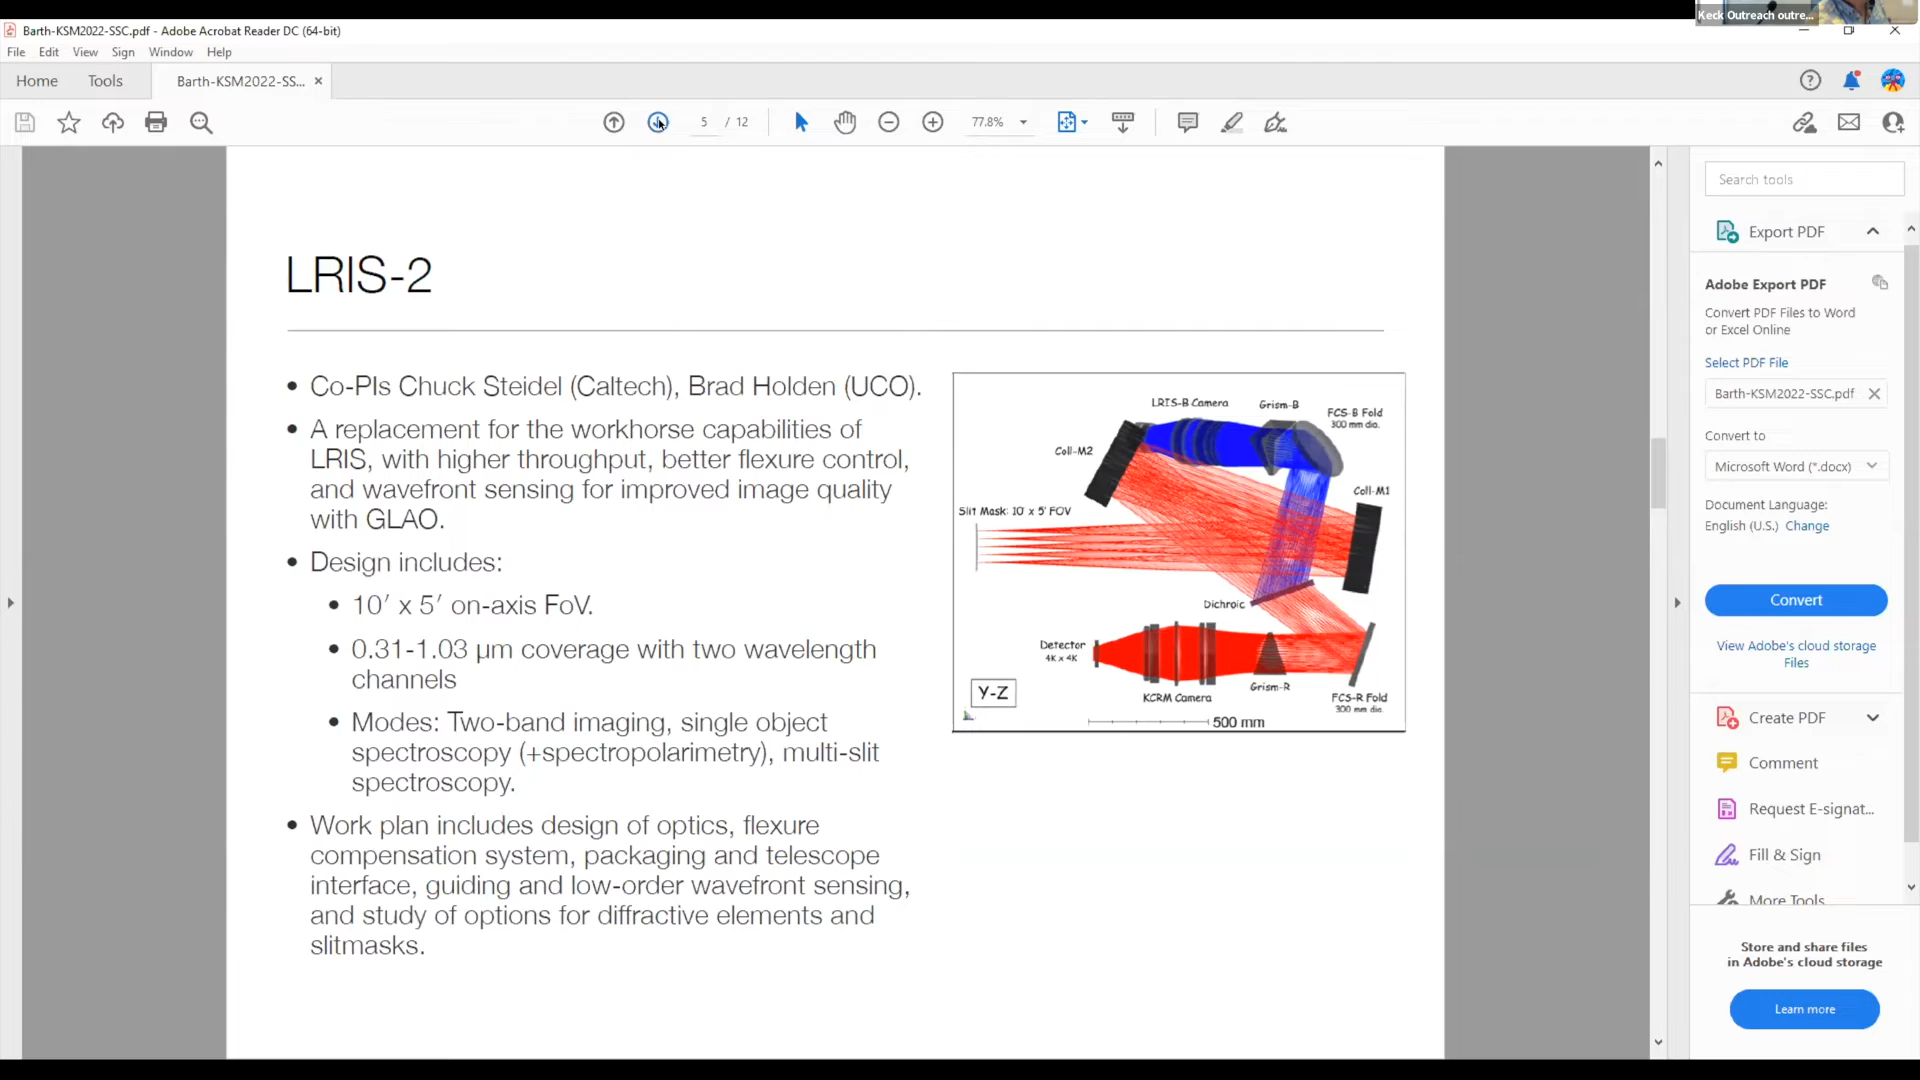 Keck Outreach outre...
Barth-KSM2022-SSC.pdf - Adobe Acrobat Reader DC (64-bit)
File Edit View Sign Window Help
Home Tools Barth-KSM2022-SS... ×
5 / 12 77.8%
LRIS-2
• Co-PIs Chuck Steidel (Caltech), Brad Holden (UCO).
• A replacement for the workhorse capabilities of
LRIS, with higher throughput, better flexure control,
and wavefront sensing for improved image quality
with GLAO.
• Design includes:
• 10′ x 5′ on-axis FoV.
• 0.31-1.03 µm coverage with two wavelength
channels
• Modes: Two-band imaging, single object
spectroscopy (+spectropolarimetry), multi-slit
spectroscopy.
• Work plan includes design of optics, flexure
compensation system, packaging and telescope
interface, guiding and low-order wavefront sensing,
and study of options for diffractive elements and
slitmasks.
LRIS-B Camera
Grism-B
FCS-B Fold
300 mm dia.
Coll-M2
Coll-M1
Slit Mask: 10' x 5' FOV
Dichroic
Detector
4K x 4K
Y-Z
KCRM Camera
Grism-R
FCS-R Fold
300 mm dia.
500 mm
Search tools
Export PDF
Adobe Export PDF
Convert PDF Files to Word
or Excel Online
Select PDF File
Barth-KSM2022-SSC.pdf
Convert to
Microsoft Word (*.docx)
Document Language:
English (U.S.) Change
Convert
View Adobe's cloud storage
Files
Create PDF
Comment
Request E-signat...
Fill & Sign
More Tools
Store and share files
in Adobe's cloud storage
Learn more